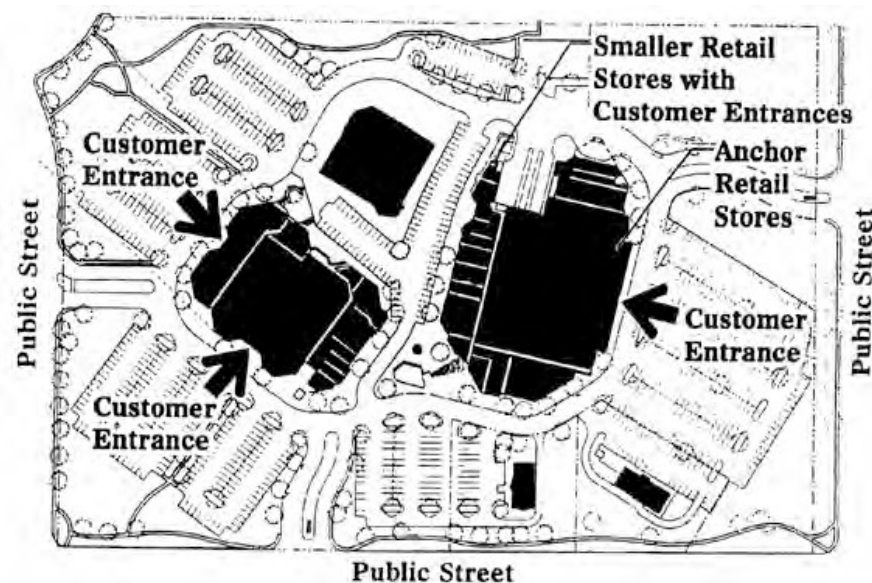 Smaller Retail
Stores with
Customer Entrances
Customer
Entrance
Anchor
Retail
Stores
Public Street
Public Street
Customer
Entrance
Customer
Entrance
Public Street